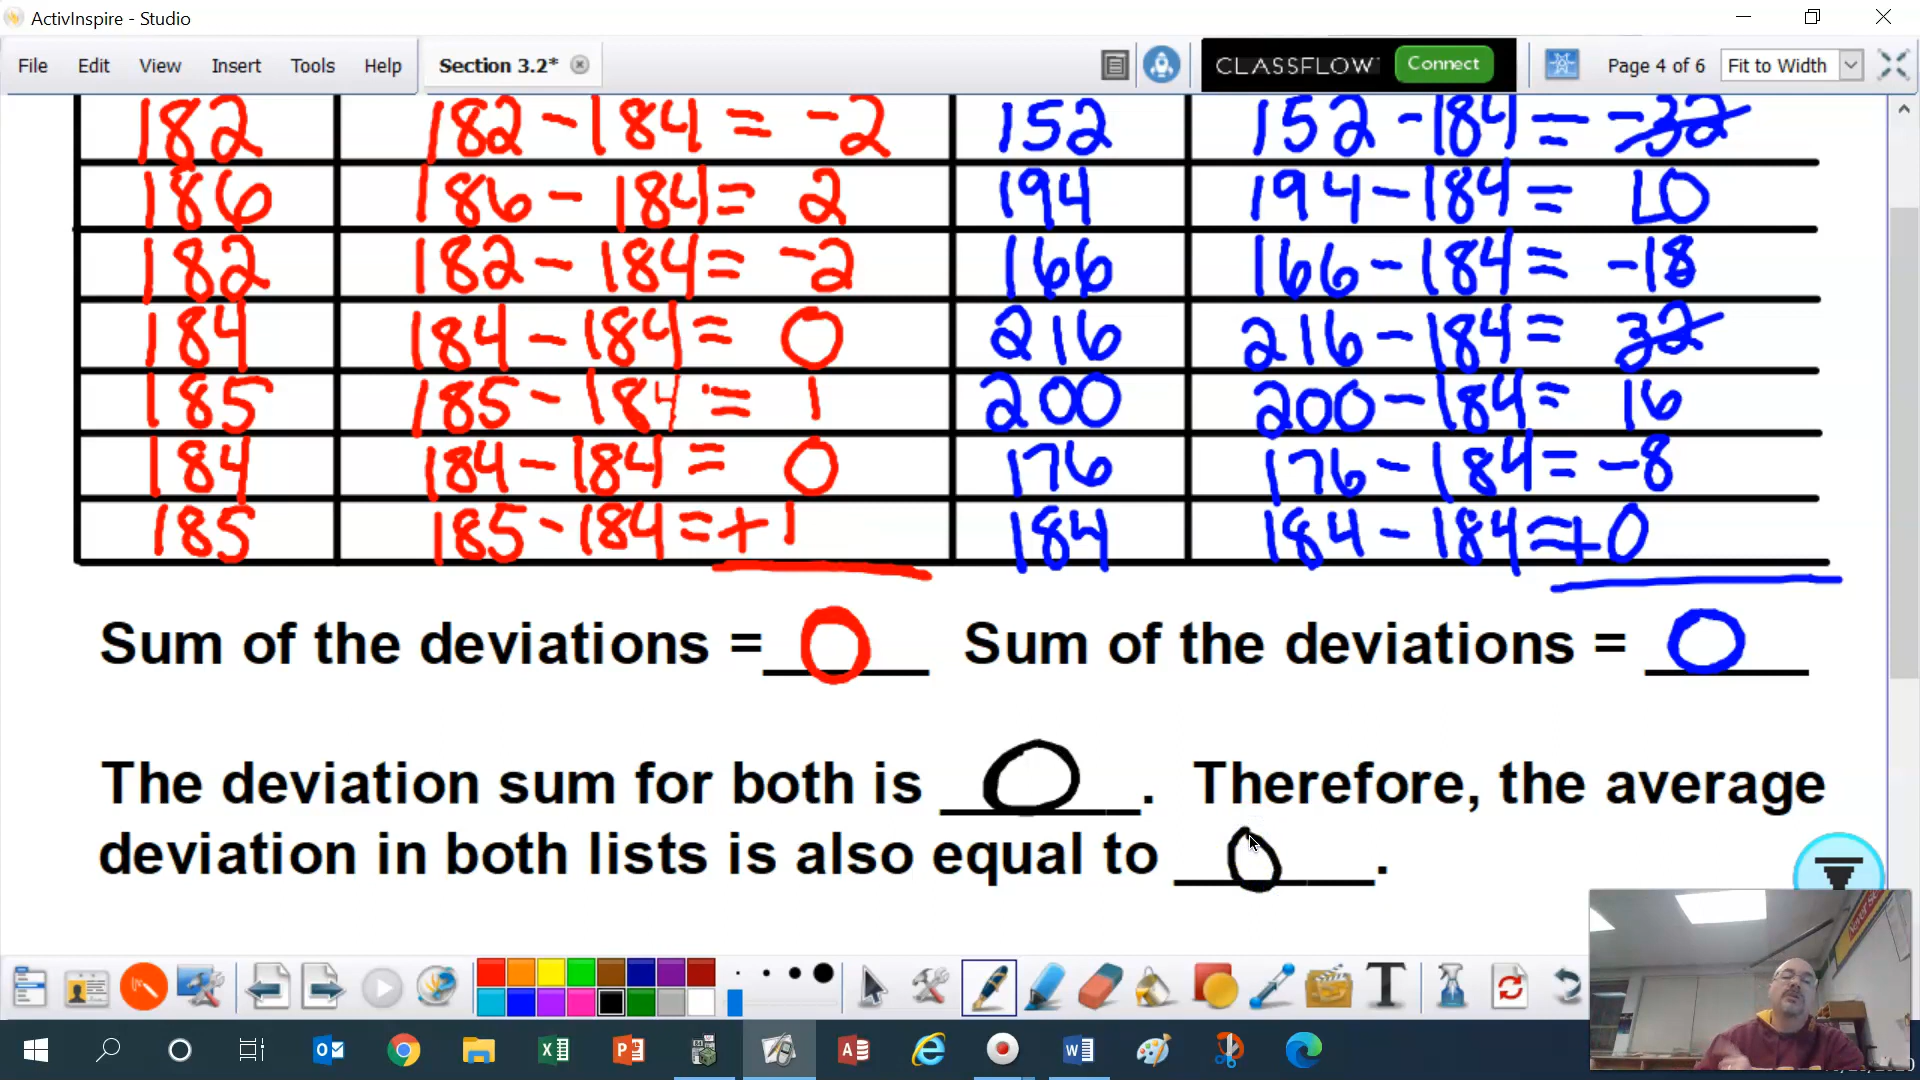 ActivInspire - Studio
File Edit View Insert Tools Help Section 3.2* CLASSFLOW Connect Page 4 of 6 Fit to Width
182 182 - 184 = -2 152 152 - 184 = -32
186 186 - 184 = 2 194 194 - 184 = 10
182 182 - 184 = -2 166 166 - 184 = -18
184 184 - 184 = 0 216 216 - 184 = 32
185 185 - 184 = 1 200 200 - 184 = 16
184 184 - 184 = 0 176 176 - 184 = -8
185 185 - 184 = +1 184 184 - 184 = +0
Sum of the deviations = 0 Sum of the deviations = 0
The deviation sum for both is 0. Therefore, the average
deviation in both lists is also equal to 0.